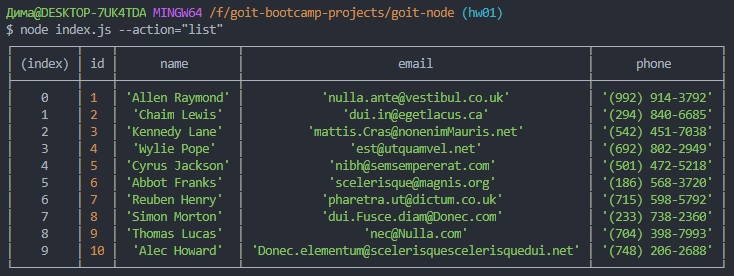 Дима@DESKTOP-7UK4TDA MINGW64 /f/goit-bootcamp-projects/goit-node (hw01)
$ node index.js --action="list"
(index) id name email phone
0 1 'Allen Raymond' 'nulla.ante@vestibul.co.uk' '(992) 914-3792'
1 2 'Chaim Lewis' 'dui.in@egetlacus.ca' '(294) 840-6685'
2 3 'Kennedy Lane' 'mattis.Cras@nonenimMauris.net' '(542) 451-7038'
3 4 'Wylie Pope' 'est@utquamvel.net' '(692) 802-2949'
4 5 'Cyrus Jackson' 'nibh@semsempererat.com' '(501) 472-5218'
5 6 'Abbot Franks' 'scelerisque@magnis.org' '(186) 568-3720'
6 7 'Reuben Henry' 'pharetra.ut@dictum.co.uk' '(715) 598-5792'
7 8 'Simon Morton' 'dui.Fusce.diam@Donec.com' '(233) 738-2360'
8 9 'Thomas Lucas' 'nec@Nulla.com' '(704) 398-7993'
9 10 'Alec Howard' 'Donec.elementum@scelerisquescelerisquedui.net' '(748) 206-2688'